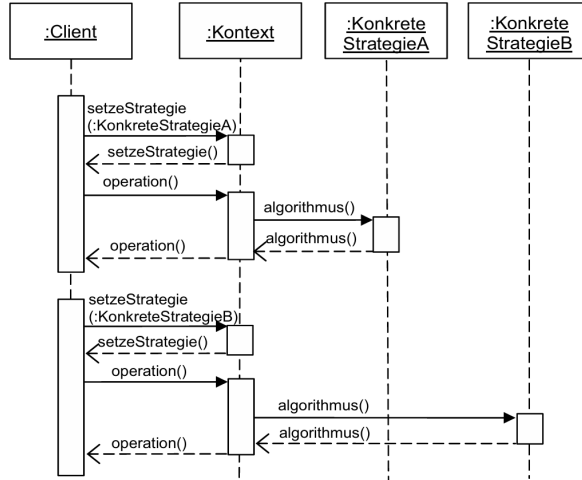 :Client
:Kontext
:Konkrete
StrategieA
:Konkrete
StrategieB
setzeStrategie
(:KonkreteStrategieA)
setzeStrategie()
operation()
algorithmus()
algorithmus()
operation()
setzeStrategie
(:KonkreteStrategieB)
setzeStrategie()
operation()
algorithmus()
algorithmus()
operation()